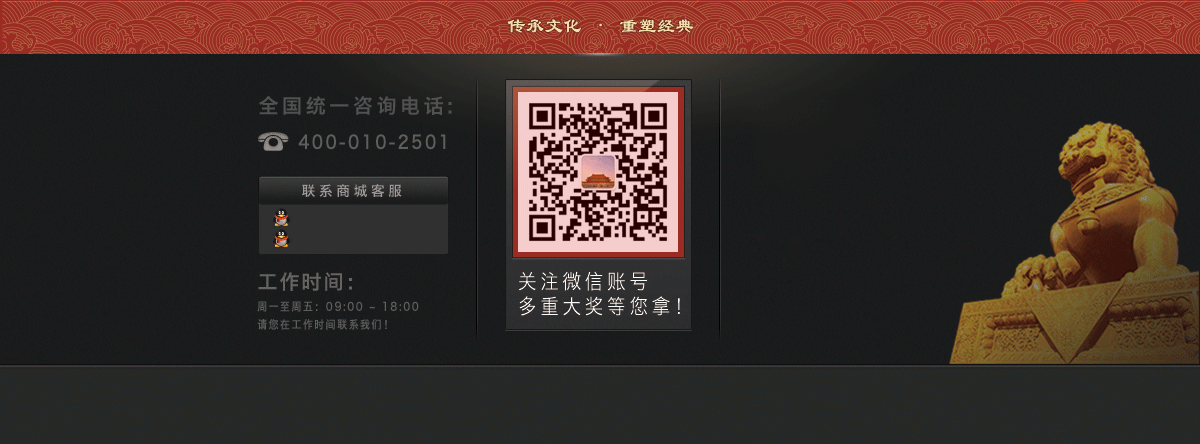 传承文化 · 重塑经典
全国统一咨询电话:
400-010-2501
联系商城客服
工作时间:
周一至周五: 09:00 ~ 18:00
请您在工作时间联系我们!
关注微信账号
多重大奖等您拿!